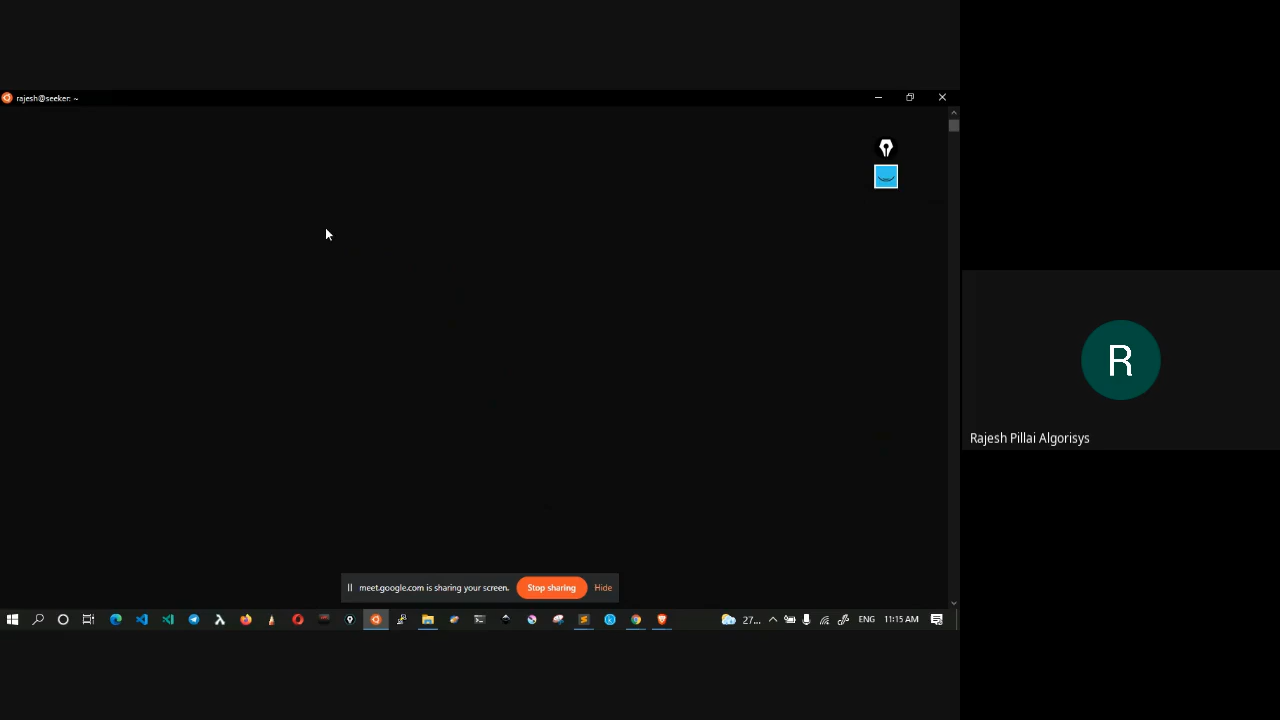 rajesh@seeker: ~
R
Rajesh Pillai Algorisys
meet.google.com is sharing your screen.
Stop sharing
Hide
27...
ENG
11:15 AM